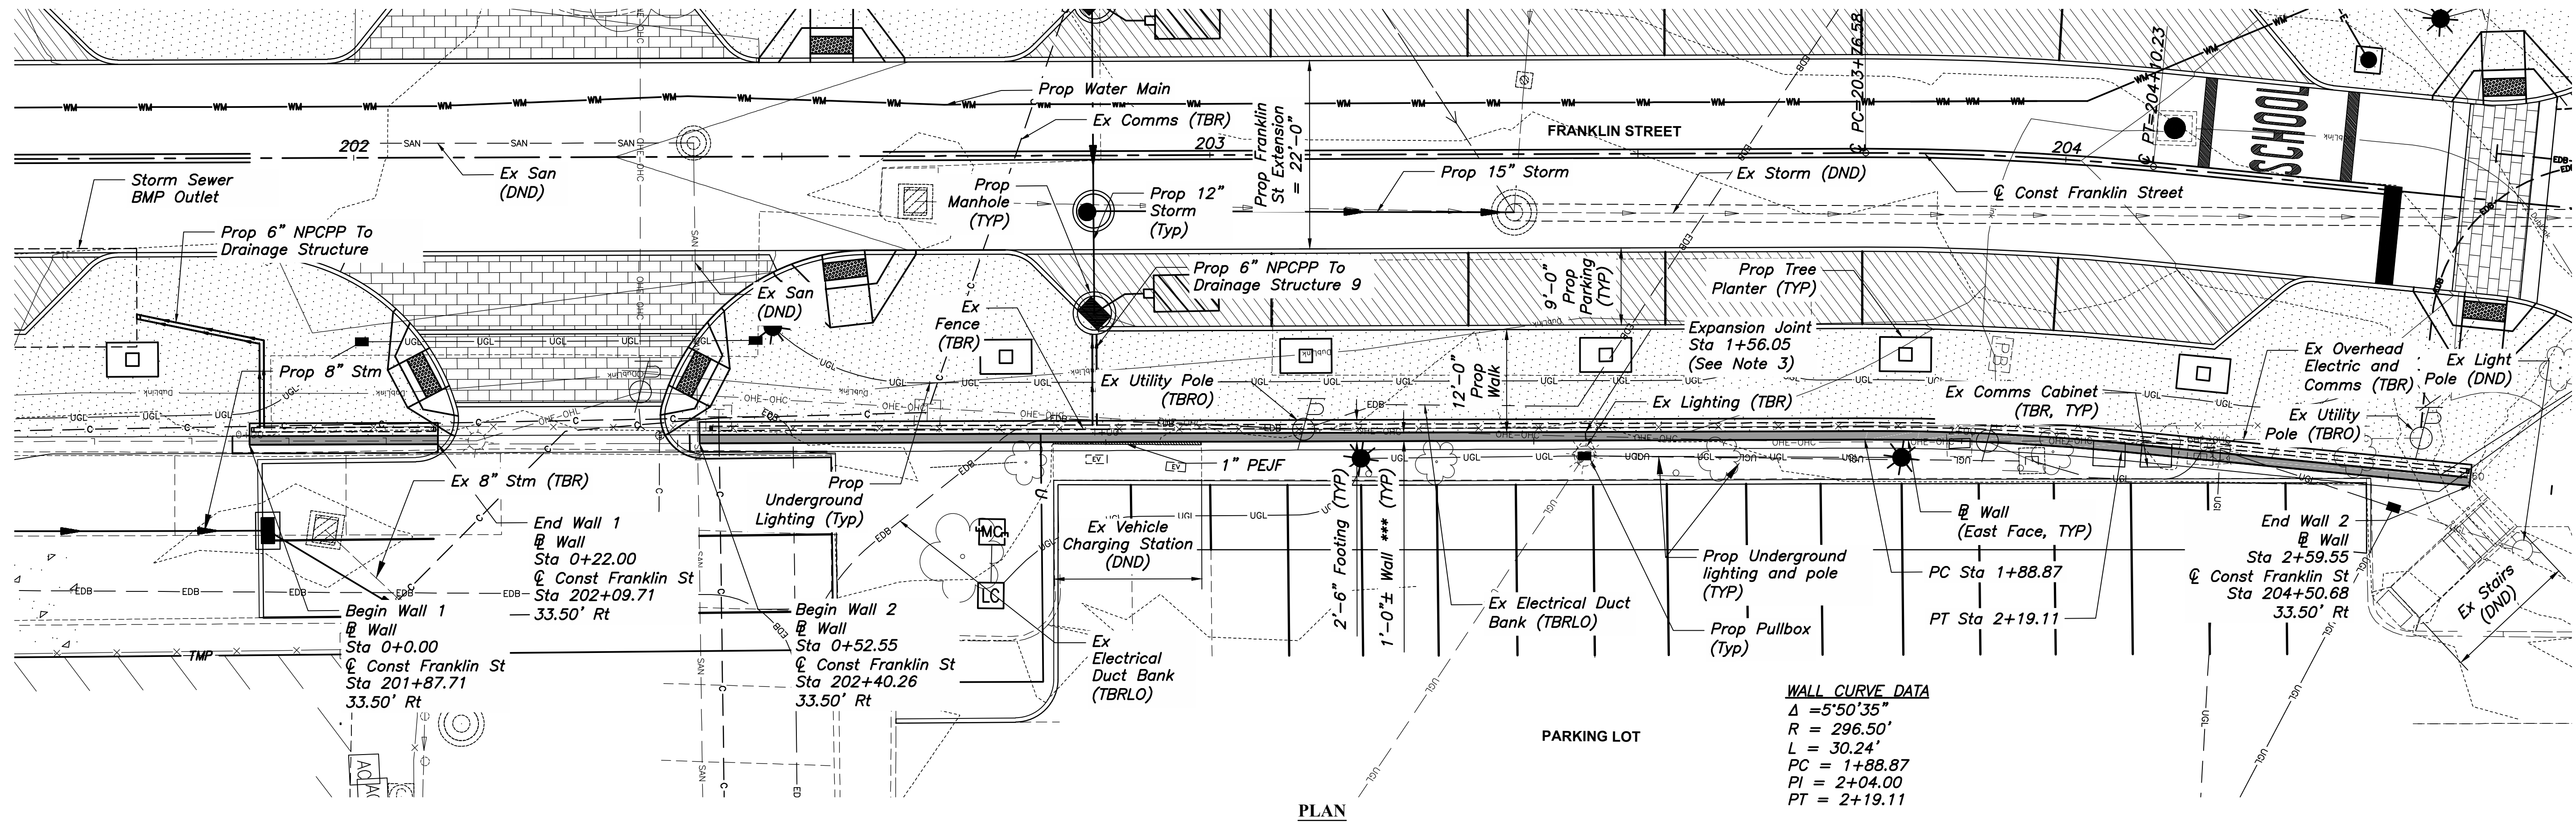 PC=203+76.58
PT=204+10.23
Prop Water Main
Ex Comms (TBR)
FRANKLIN STREET
SCHOOL
202
203
204
Prop Franklin
St Extension
= 22'-0"
Storm Sewer
BMP Outlet
Ex San
(DND)
Prop
Manhole
(TYP)
Prop 12"
Storm
(Typ)
Prop 15" Storm
Ex Storm (DND)
℄ Const Franklin Street
Prop 6" NPCPP To
Drainage Structure
Ex San
(DND)
Prop 6" NPCPP To
Drainage Structure 9
9'-0"
Prop
Parking
(TYP)
Prop Tree
Planter (TYP)
Ex
Fence
(TBR)
Expansion Joint
Sta 1+56.05
(See Note 3)
Ex Overhead
Electric and
Comms (TBR)
Ex Light
Pole (DND)
Prop 8" Stm
Ex Utility Pole
(TBRO)
12'-0"
Prop
Walk
Ex Lighting (TBR)
Ex Comms Cabinet
(TBR, TYP)
Ex Utility
Pole (TBRO)
Ex 8" Stm (TBR)
Prop
Underground
Lighting (Typ)
1" PEJF
EV
EV
2'-6" Footing (TYP)
1'-0"± Wall *** (TYP)
End Wall 1
BL Wall
Sta 0+22.00
℄ Const Franklin St
Sta 202+09.71
33.50' Rt
MC
LC
Ex Vehicle
Charging Station
(DND)
BL Wall
(East Face, TYP)
End Wall 2
BL Wall
Sta 2+59.55
℄ Const Franklin St
Sta 204+50.68
33.50' Rt
Prop Underground
lighting and pole
(TYP)
PC Sta 1+88.87
PT Sta 2+19.11
Ex Stairs
(DND)
Begin Wall 1
BL Wall
Sta 0+0.00
℄ Const Franklin St
Sta 201+87.71
33.50' Rt
Begin Wall 2
BL Wall
Sta 0+52.55
℄ Const Franklin St
Sta 202+40.26
33.50' Rt
Ex
Electrical
Duct Bank
(TBRLO)
Ex Electrical Duct
Bank (TBRLO)
Prop Pullbox
(Typ)
TMP
WALL CURVE DATA
Δ =5°50'35"
R = 296.50'
L = 30.24'
PC = 1+88.87
PI = 2+04.00
PT = 2+19.11
PARKING LOT
PLAN